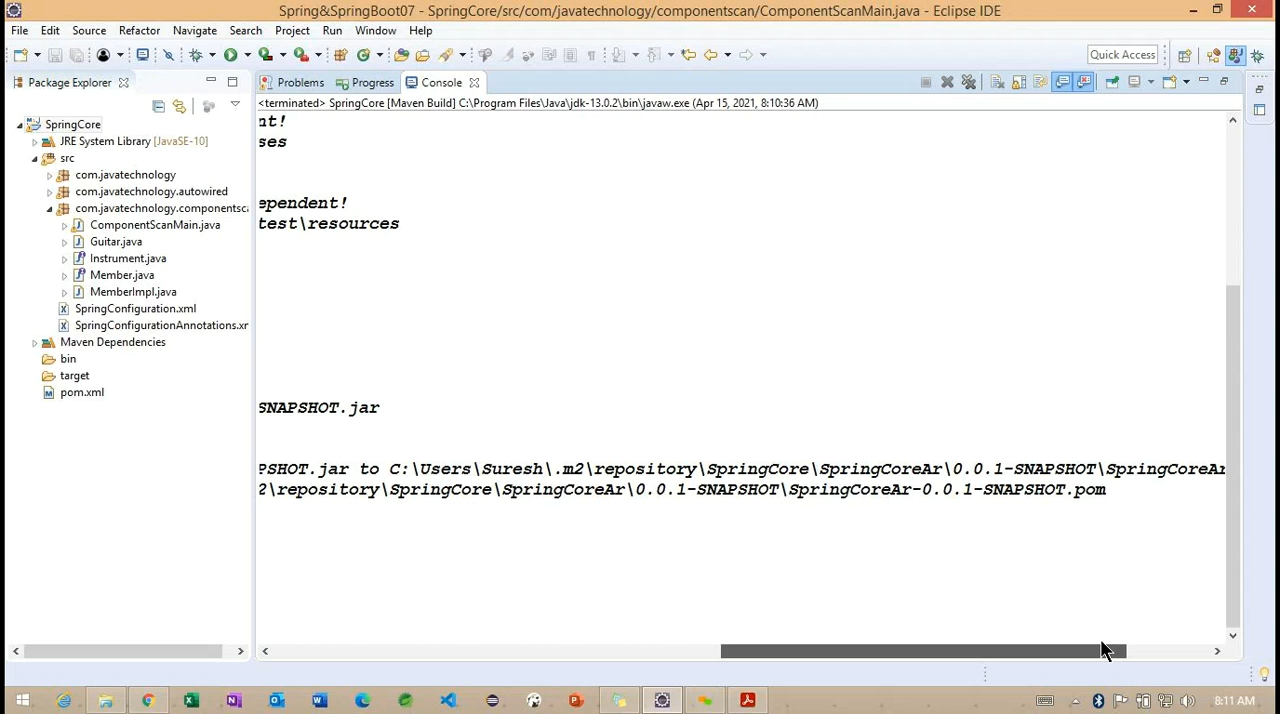 Spring&SpringBoot07 - SpringCore/src/com/javatechnology/componentscan/ComponentScanMain.java - Eclipse IDE
File Edit Source Refactor Navigate Search Project Run Window Help
Quick Access
Package Explorer
Problems Progress Console
<terminated> SpringCore [Maven Build] C:\Program Files\Java\jdk-13.0.2\bin\javaw.exe (Apr 15, 2021, 8:10:36 AM)
SpringCore
JRE System Library [JavaSE-10]
src
com.javatechnology
com.javatechnology.autowired
com.javatechnology.componentsca
ComponentScanMain.java
Guitar.java
Instrument.java
Member.java
MemberImpl.java
SpringConfiguration.xml
SpringConfigurationAnnotations.xr
Maven Dependencies
bin
target
pom.xml
nt!
ses
ependent!
test\resources
SNAPSHOT.jar
PSHOT.jar to C:\Users\Suresh\.m2\repository\SpringCore\SpringCoreAr\0.0.1-SNAPSHOT\SpringCoreAr
2\repository\SpringCore\SpringCoreAr\0.0.1-SNAPSHOT\SpringCoreAr-0.0.1-SNAPSHOT.pom
8:11 AM